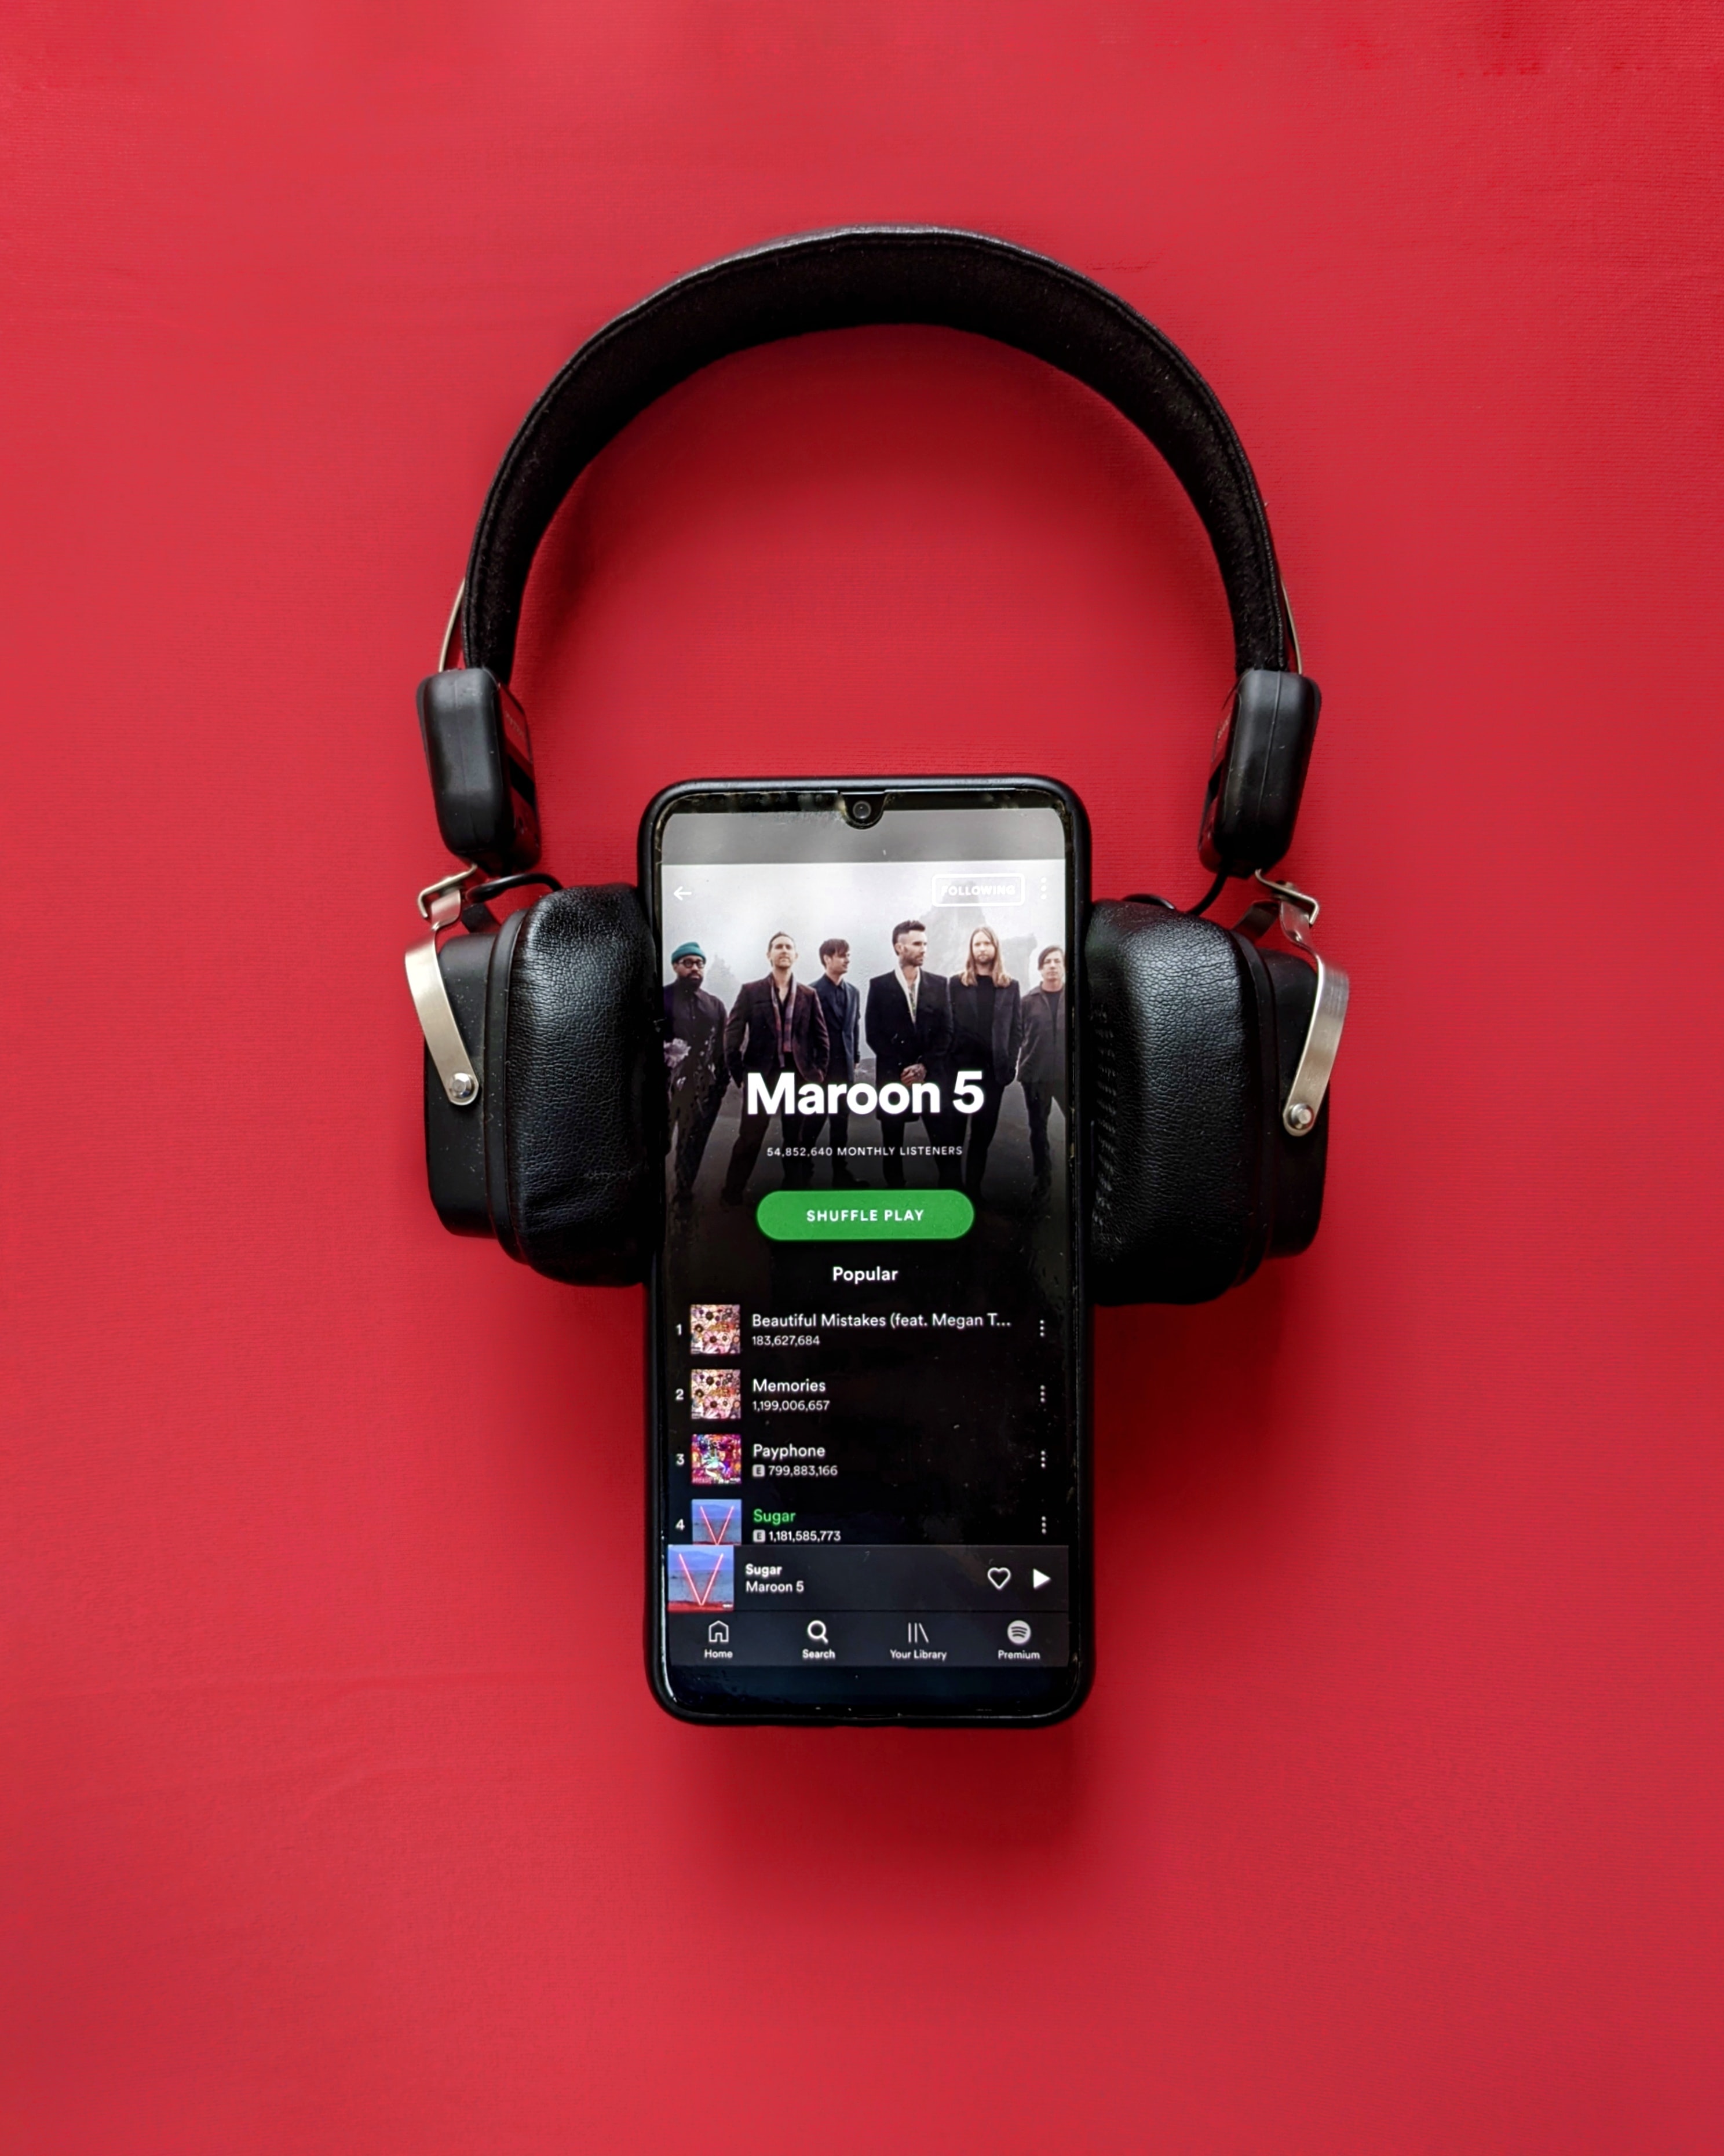 FOLLOWING
Maroon 5
54,852,640 MONTHLY LISTENERS
SHUFFLE PLAY
Popular
1
Beautiful Mistakes (feat. Megan T...
183,627,684
2
Memories
1,199,006,657
3
Payphone
E 799,883,166
4
Sugar
E 1,181,585,773
Sugar
Maroon 5
Home Search Your Library Premium